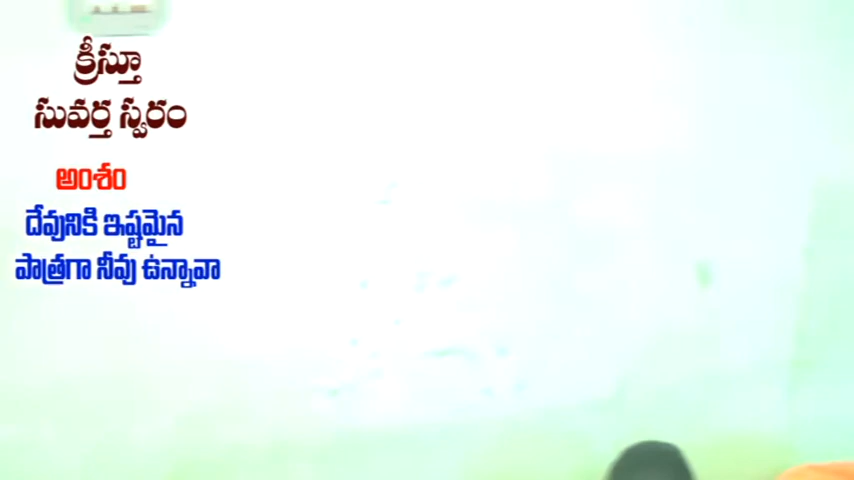 క్రీస్తూ
సువర్త స్వరం
అంశం
దేవునికి ఇష్టమైన
పాత్రగా నీవు ఉన్నావా